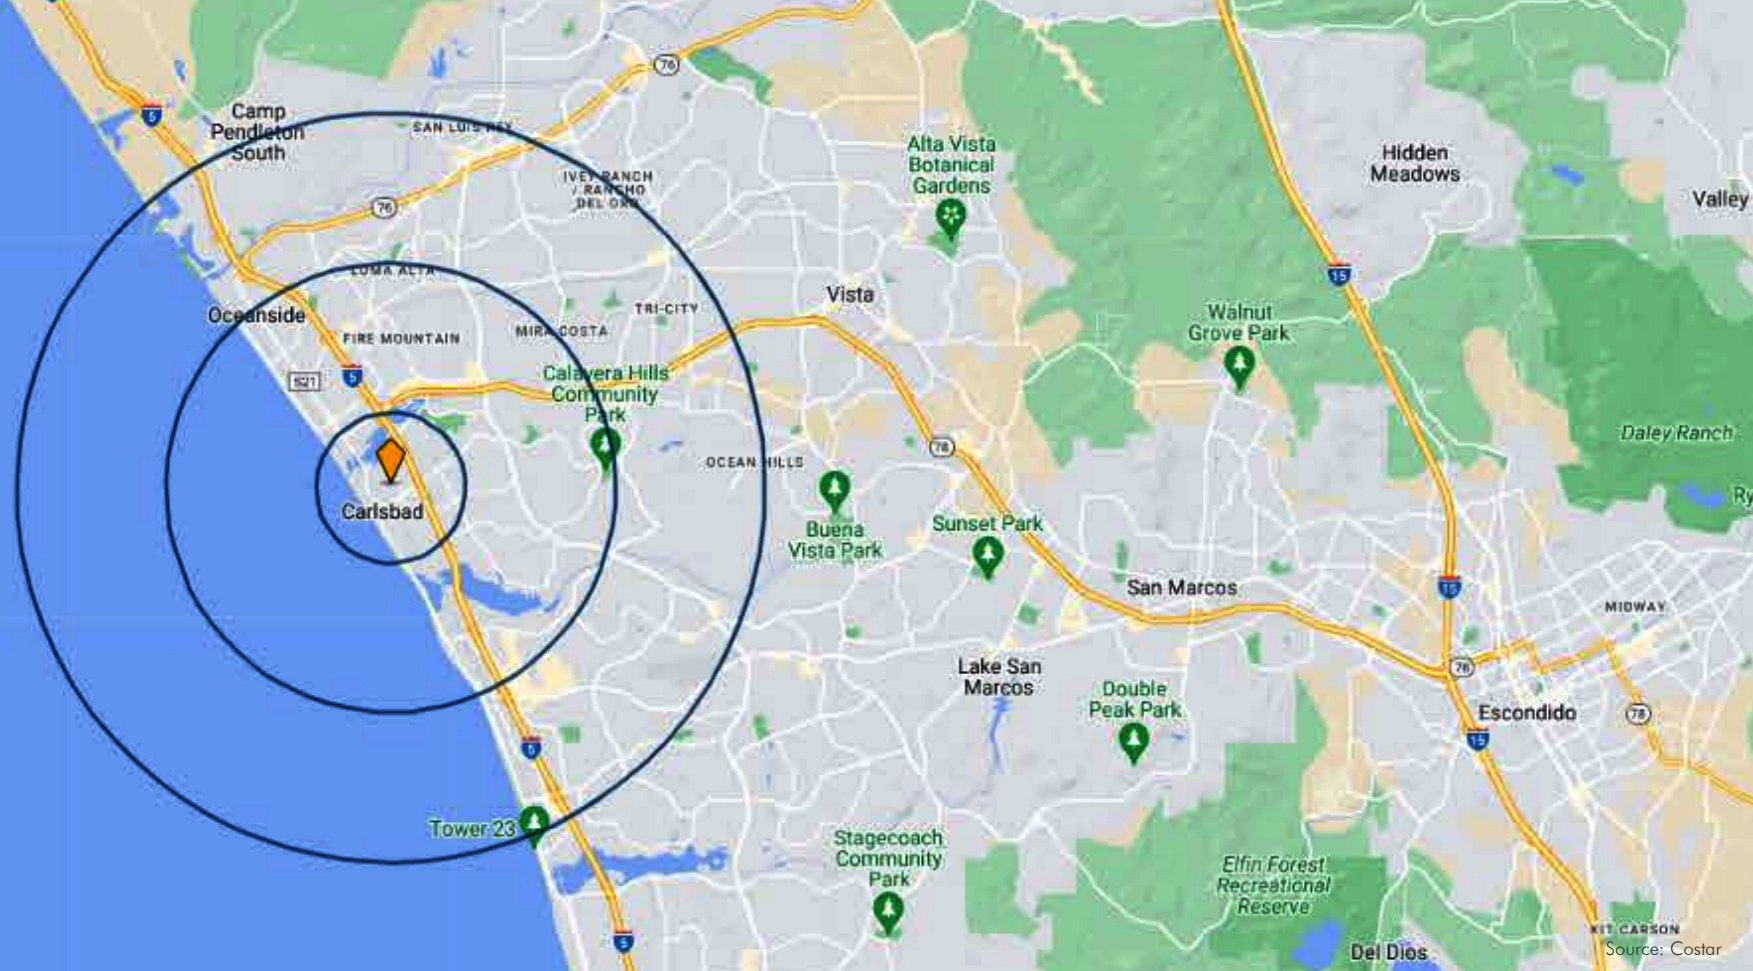 76
5
Camp
Pendleton
South
SAN LUIS REY
Alta Vista
Botanical
Gardens
Hidden
Meadows
IVEY RANCH
/ RANCHO
DEL ORO
Valley
76
LOMA ALTA
15
Vista
TRI-CITY
Oceanside
MIRA COSTA
FIRE MOUNTAIN
Walnut
Grove Park
5
S21
Calavera Hills
Community
Park
Daley Ranch
78
OCEAN HILLS
Ry
Carlsbad
Buena
Vista Park
Sunset Park
San Marcos
15
MIDWAY
Lake San
Marcos
78
Double
Peak Park
Escondido
78
15
5
Tower 23
Stagecoach
Community
Park
Elfin Forest
Recreational
Reserve
KIT CARSON
5
Del Dios
Source: Costar